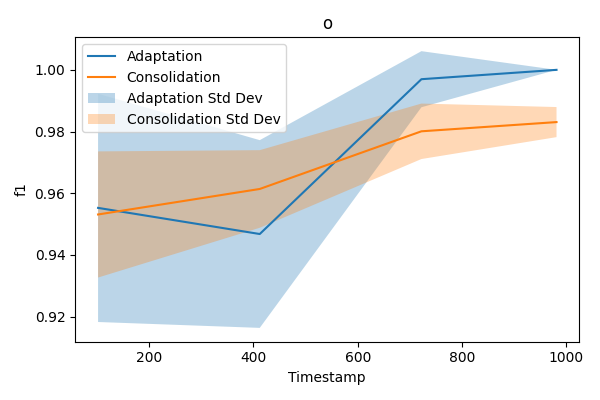 o
Adaptation
Consolidation
Adaptation Std Dev
Consolidation Std Dev
f1
1.00
0.98
0.96
0.94
0.92
200 400 600 800 1000
Timestamp